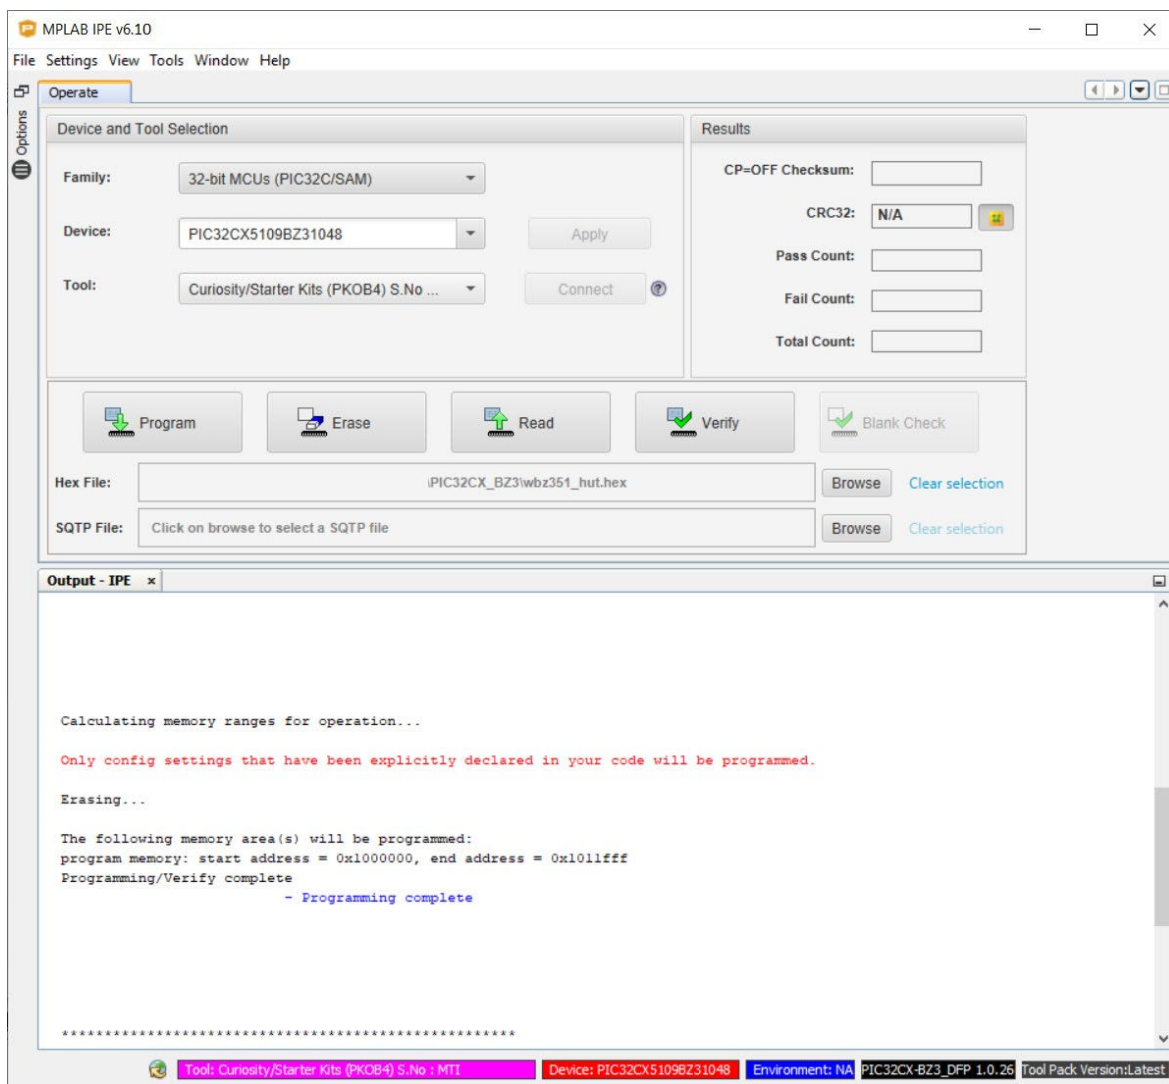 MPLAB IPE v6.10
File Settings View Tools Window Help
Options
Operate
Device and Tool Selection
Family: 32-bit MCUs (PIC32C/SAM)
Device: PIC32CX5109BZ31048 Apply
Tool: Curiosity/Starter Kits (PKOB4) S.No ... Connect ?
Results
CP=OFF Checksum:
CRC32: N/A
Pass Count:
Fail Count:
Total Count:
Program Erase Read Verify Blank Check
Hex File: \PIC32CX_BZ3\wbz351_hut.hex Browse Clear selection
SQTP File: Click on browse to select a SQTP file Browse Clear selection
Output - IPE x
Calculating memory ranges for operation...
Only config settings that have been explicitly declared in your code will be programmed.
Erasing...
The following memory area(s) will be programmed:
program memory: start address = 0x1000000, end address = 0x1011fff
Programming/Verify complete
- Programming complete
*****************************************************
Tool: Curiosity/Starter Kits (PKOB4) S.No : MTI Device: PIC32CX5109BZ31048 Environment: NA PIC32CX-BZ3_DFP 1.0.26 Tool Pack Version:Latest